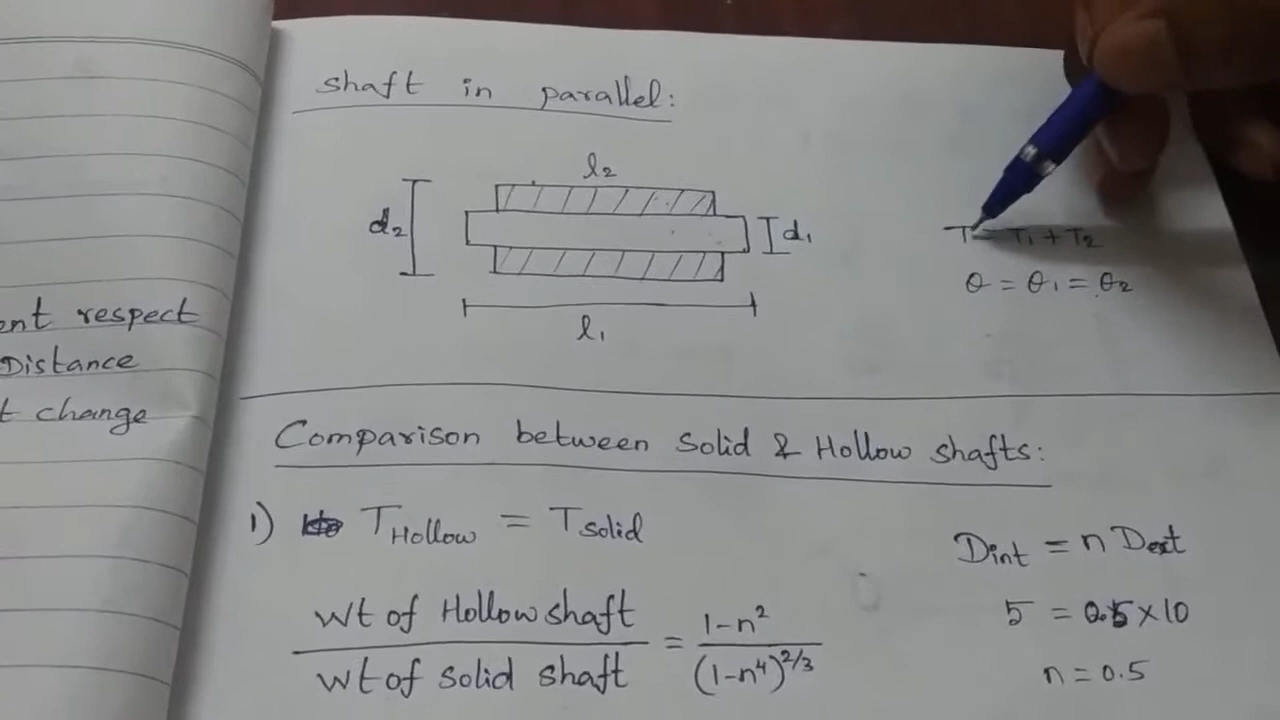 shaft in parallel:
l₂
d₂
d₁
T = T₁ + T₂
θ = θ₁ = θ₂
l₁
ent respect
Distance
t change
Comparison between Solid & Hollow shafts:
1) T Hollow = T Solid
Dint = n Dext
wt of Hollow shaft
wt of solid shaft
= 1-n² / (1-n⁴)^2/3
5 = 0.5 × 10
n = 0.5